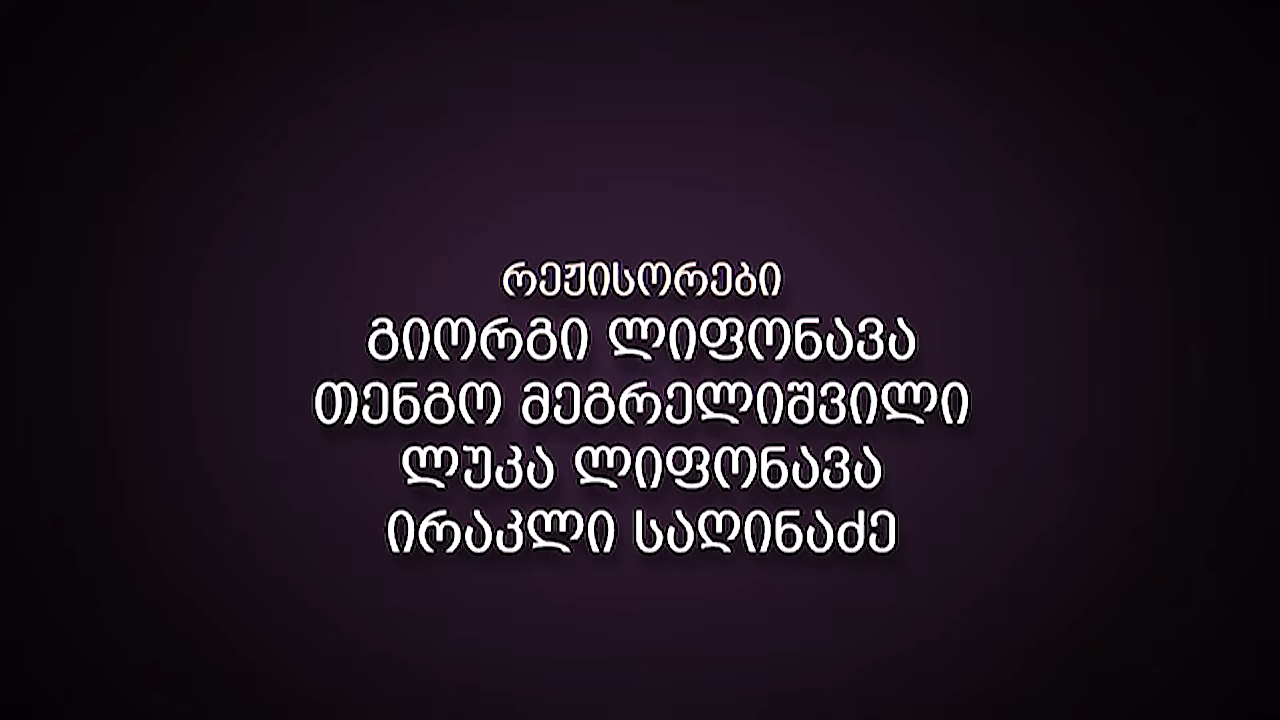 რეჟისორები
გიორგი ლიფონავა
თენგო მეგრელიშვილი
ლუკა ლიფონავა
ირაკლი საღინაძე